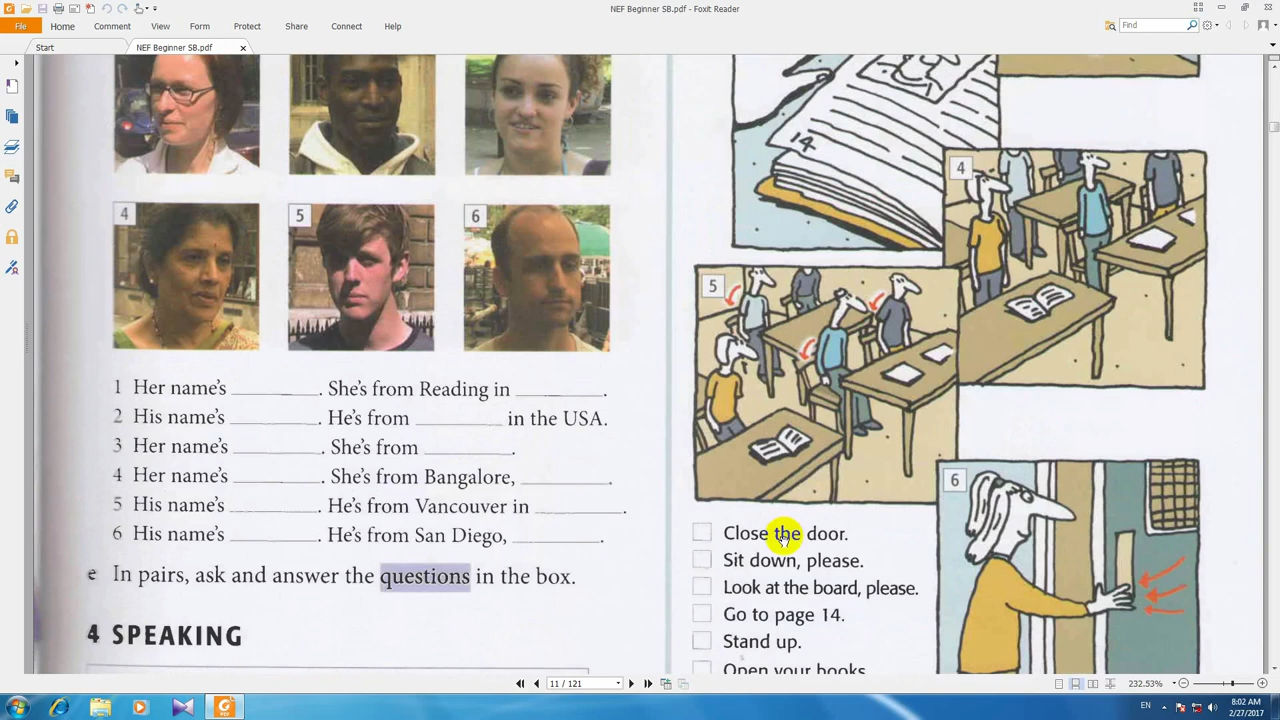 NEF Beginner SB.pdf - Foxit Reader
File
Home
Comment
View
Form
Protect
Share
Connect
Help
Find
Start
NEF Beginner SB.pdf
14
4
5
4
5
6
1 Her name's ________. She's from Reading in ________.
2 His name's ________. He's from ________ in the USA.
3 Her name's ________. She's from ________.
4 Her name's ________. She's from Bangalore, ________.
5 His name's ________. He's from Vancouver in ________.
6 His name's ________. He's from San Diego, ________.
e In pairs, ask and answer the questions in the box.
4 SPEAKING
6
Close the door.
Sit down, please.
Look at the board, please.
Go to page 14.
Stand up.
Open your books
11 / 121
232.53%
EN
8:02 AM
2/27/2017